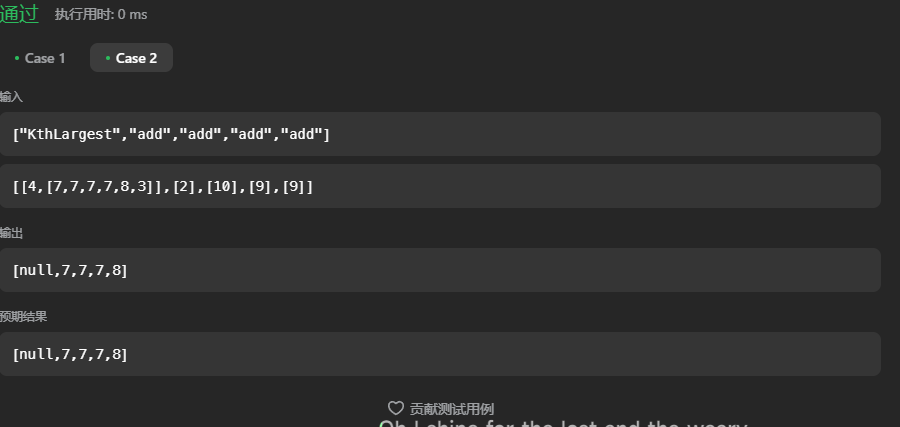 通过 执行用时: 0 ms
Case 1 Case 2
输入
["KthLargest","add","add","add","add"]
[[4,[7,7,7,7,8,3]],[2],[10],[9],[9]]
输出
[null,7,7,7,8]
预期结果
[null,7,7,7,8]
贡献测试用例
Oh I shine for the lost and the weary